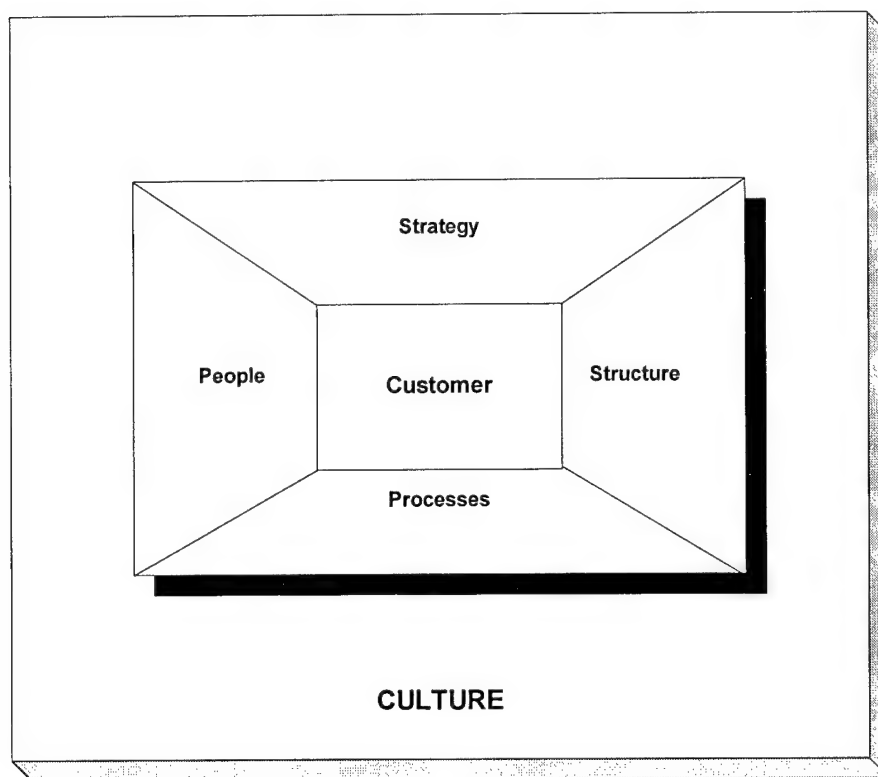 Strategy
People
Customer
Structure
Processes
CULTURE